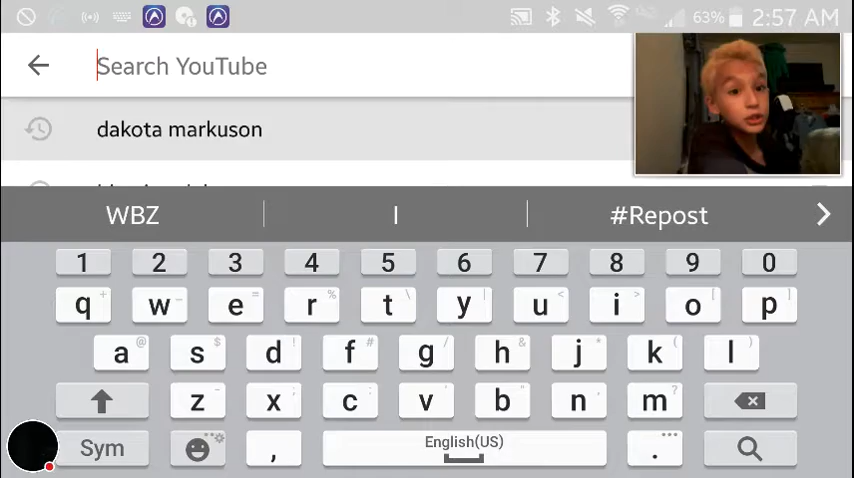 63% 2:57 AM
Search YouTube
dakota markuson
WBZ I #Repost
1 2 3 4 5 6 7 8 9 0
q w e r t y u i o p
a s d f g h j k l
z x c v b n m
Sym , English(US) .